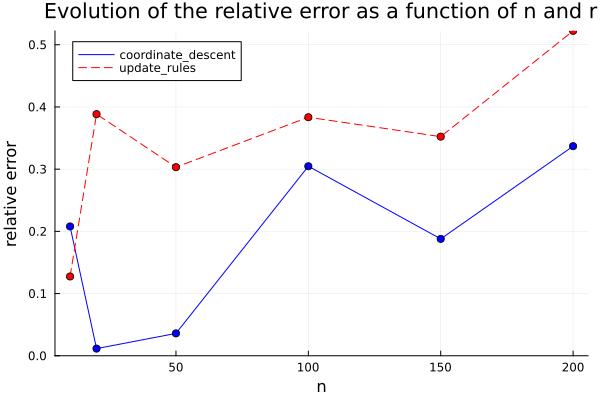 Evolution of the relative error as a function of n and r
coordinate_descent
update_rules
relative error
0.5
0.4
0.3
0.2
0.1
0.0
50
100
150
200
n